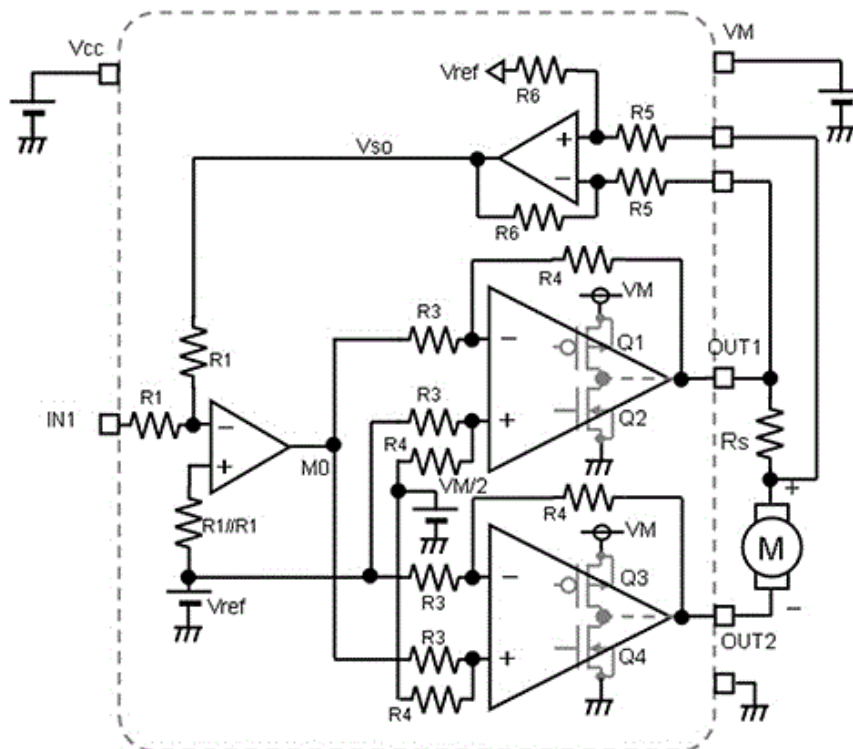 Vcc
VM
Vref
R6
R5
+
Vso
−
R5
R6
R4
R3
VM
−
Q1
OUT1
R1
R1
R3
IN1
−
+
Q2
R4
Rs
+
M0
VM/2
+
R4
R1//R1
VM
M
−
Q3
R3
Vref
−
R3
OUT2
+
Q4
R4